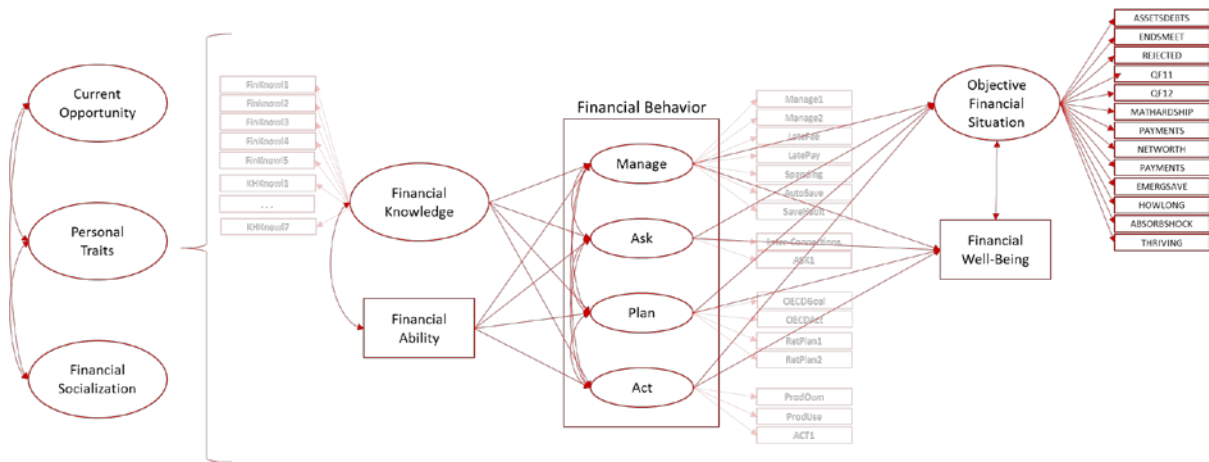 Current
Opportunity
Personal
Traits
Financial
Socialization
FinKnowl1
Finknowl2
FinKnowl3
FinKnowl4
FinKnowl5
KHKnowl1
...
KHKnowl7
Financial
Knowledge
Financial
Ability
Financial Behavior
Manage
Ask
Plan
Act
Manage1
Manage2
LateFee
LatePay
Spending
AutoSave
SaveHabit
Inter-Connections
ASK1
OECDGoal
OECDAct
RetPlan1
RetPlan2
ProdOwn
ProdUse
ACT1
Objective
Financial
Situation
Financial
Well-Being
ASSETSDEBTS
ENDSMEET
REJECTED
QF11
QF12
MATHARDSHIP
PAYMENTS
NETWORTH
PAYMENTS
EMERGSAVE
HOWLONG
ABSORBSHOCK
THRIVING